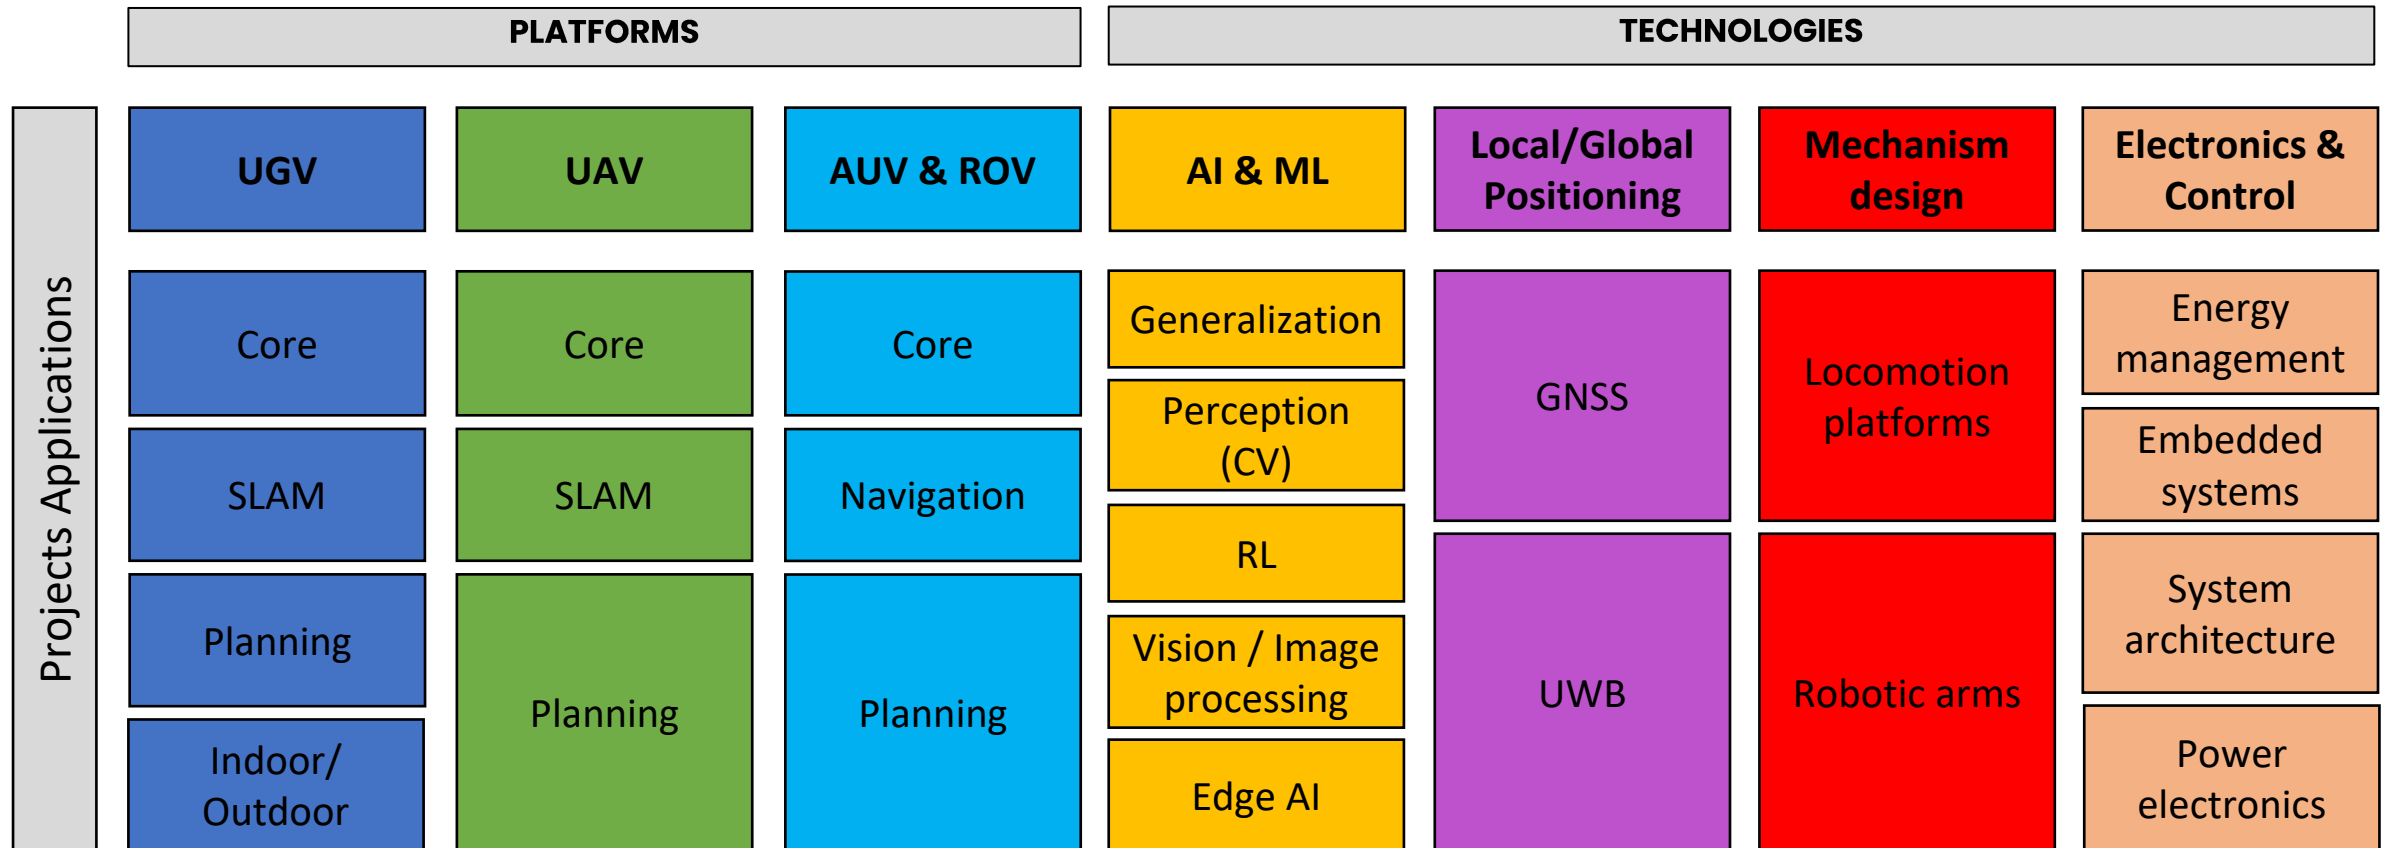 PLATFORMS
TECHNOLOGIES
Projects Applications
UGV
UAV
AUV & ROV
AI & ML
Local/Global
Positioning
Mechanism
design
Electronics &
Control
Core
SLAM
Planning
Indoor/
Outdoor
Core
SLAM
Planning
Core
Navigation
Planning
Generalization
Perception
(CV)
RL
Vision / Image
processing
Edge AI
GNSS
UWB
Locomotion
platforms
Robotic arms
Energy
management
Embedded
systems
System
architecture
Power
electronics